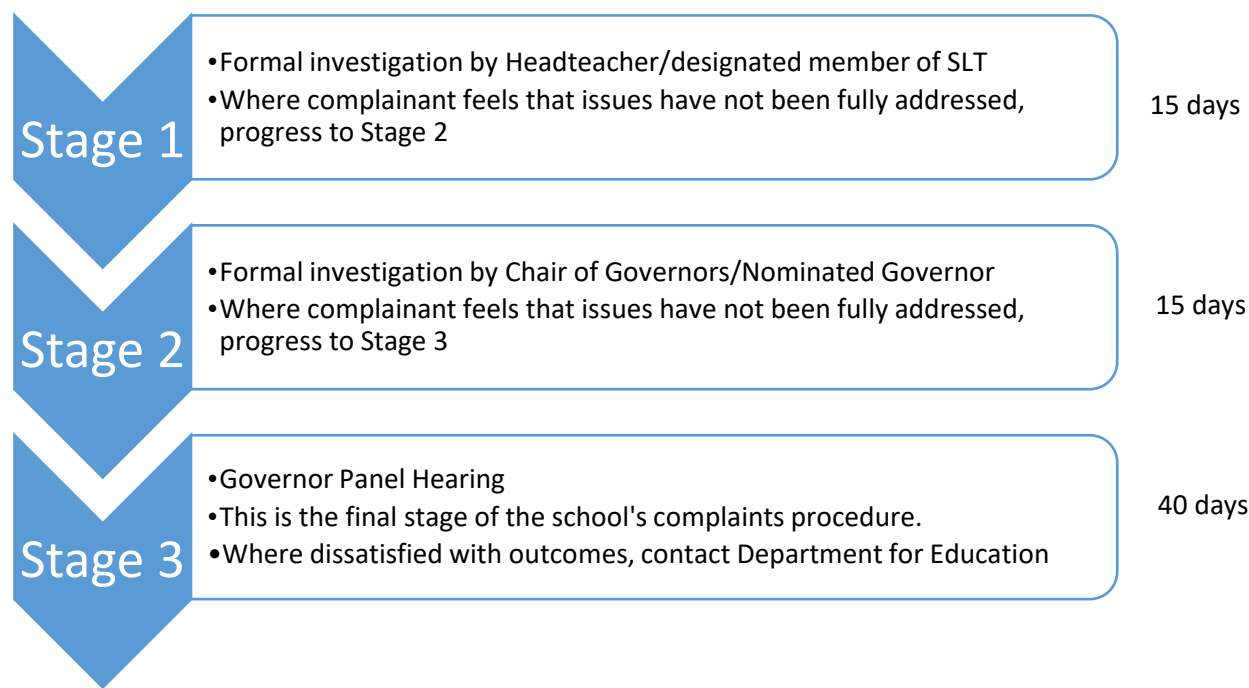 Stage 1
•Formal investigation by Headteacher/designated member of SLT
•Where complainant feels that issues have not been fully addressed,
progress to Stage 2
15 days
Stage 2
•Formal investigation by Chair of Governors/Nominated Governor
•Where complainant feels that issues have not been fully addressed,
progress to Stage 3
15 days
Stage 3
•Governor Panel Hearing
•This is the final stage of the school's complaints procedure.
•Where dissatisfied with outcomes, contact Department for Education
40 days